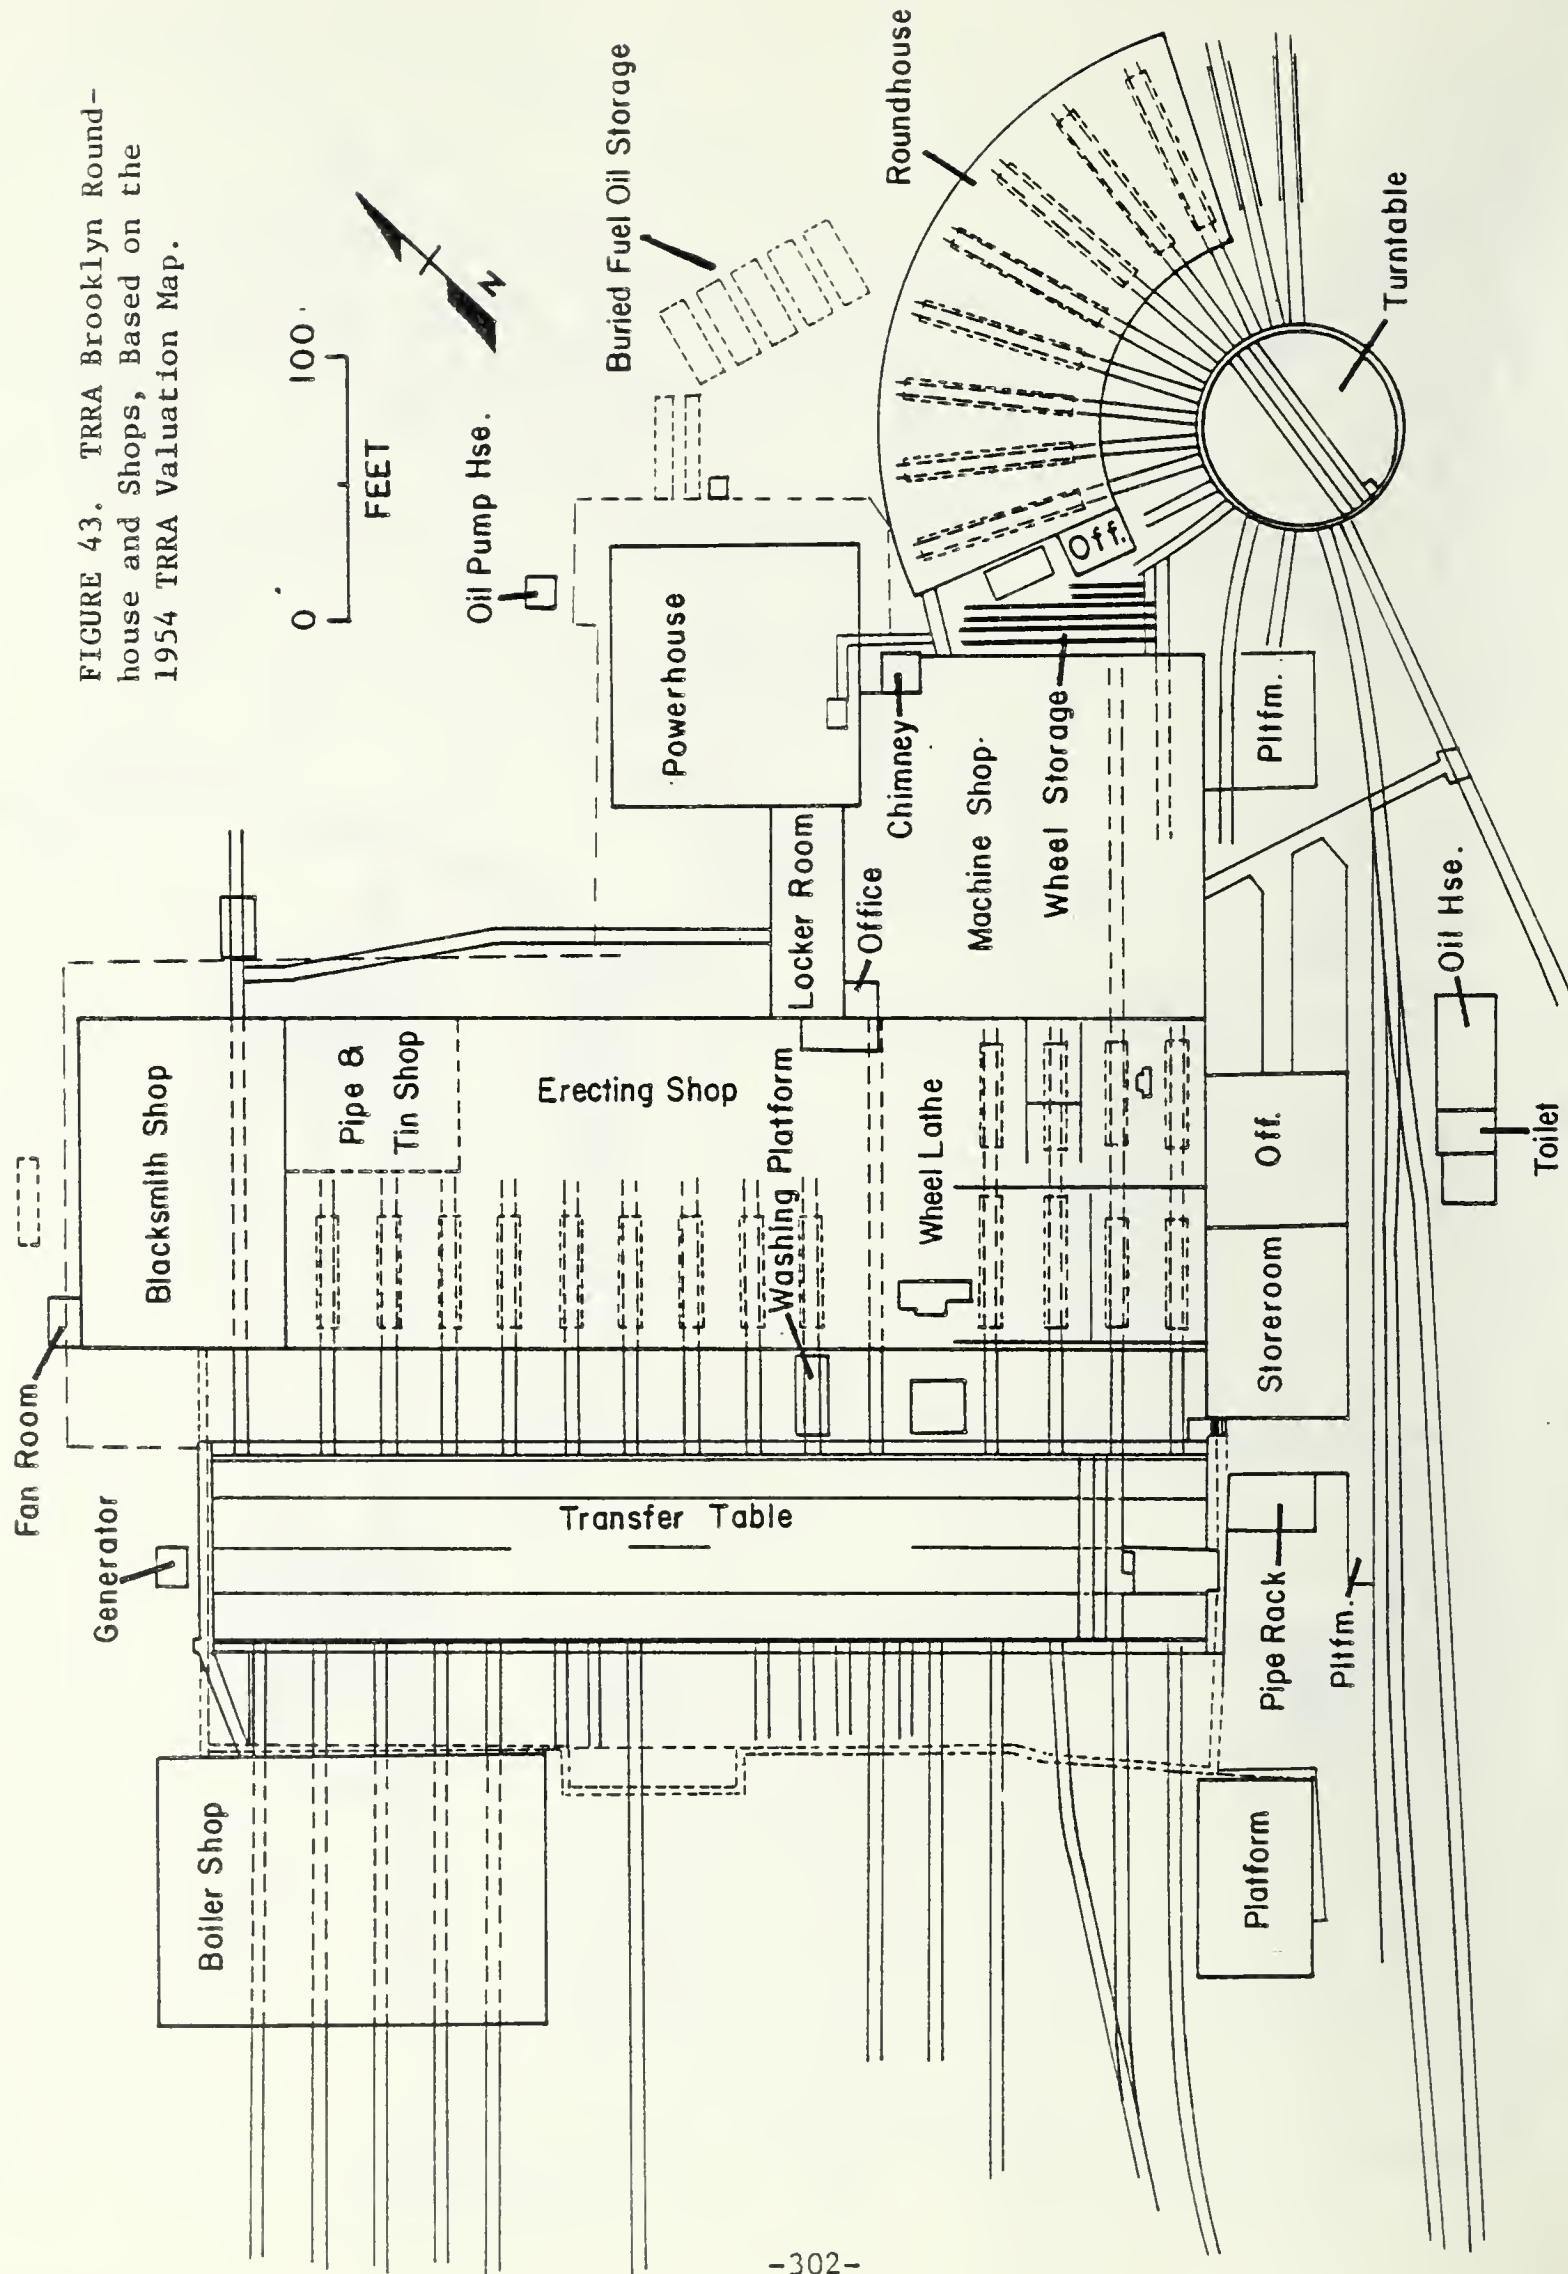 FIGURE 43. TRRA Brooklyn Round-
house and Shops, Based on the
1954 TRRA Valuation Map.
0 100
FEET
N
Fan Room
Generator
Boiler Shop
Blacksmith Shop
Pipe &
Tin Shop
Erecting Shop
Transfer Table
Washing Platform
Wheel Lathe
Oil Pump Hse.
Powerhouse
Locker Room
Office
Chimney
Machine Shop.
Wheel Storage
Buried Fuel Oil Storage
Roundhouse
Off.
Turntable
Pltfm.
Off.
Storeroom
Pipe Rack
Pltfm.
Platform
Oil Hse.
Toilet
-302-